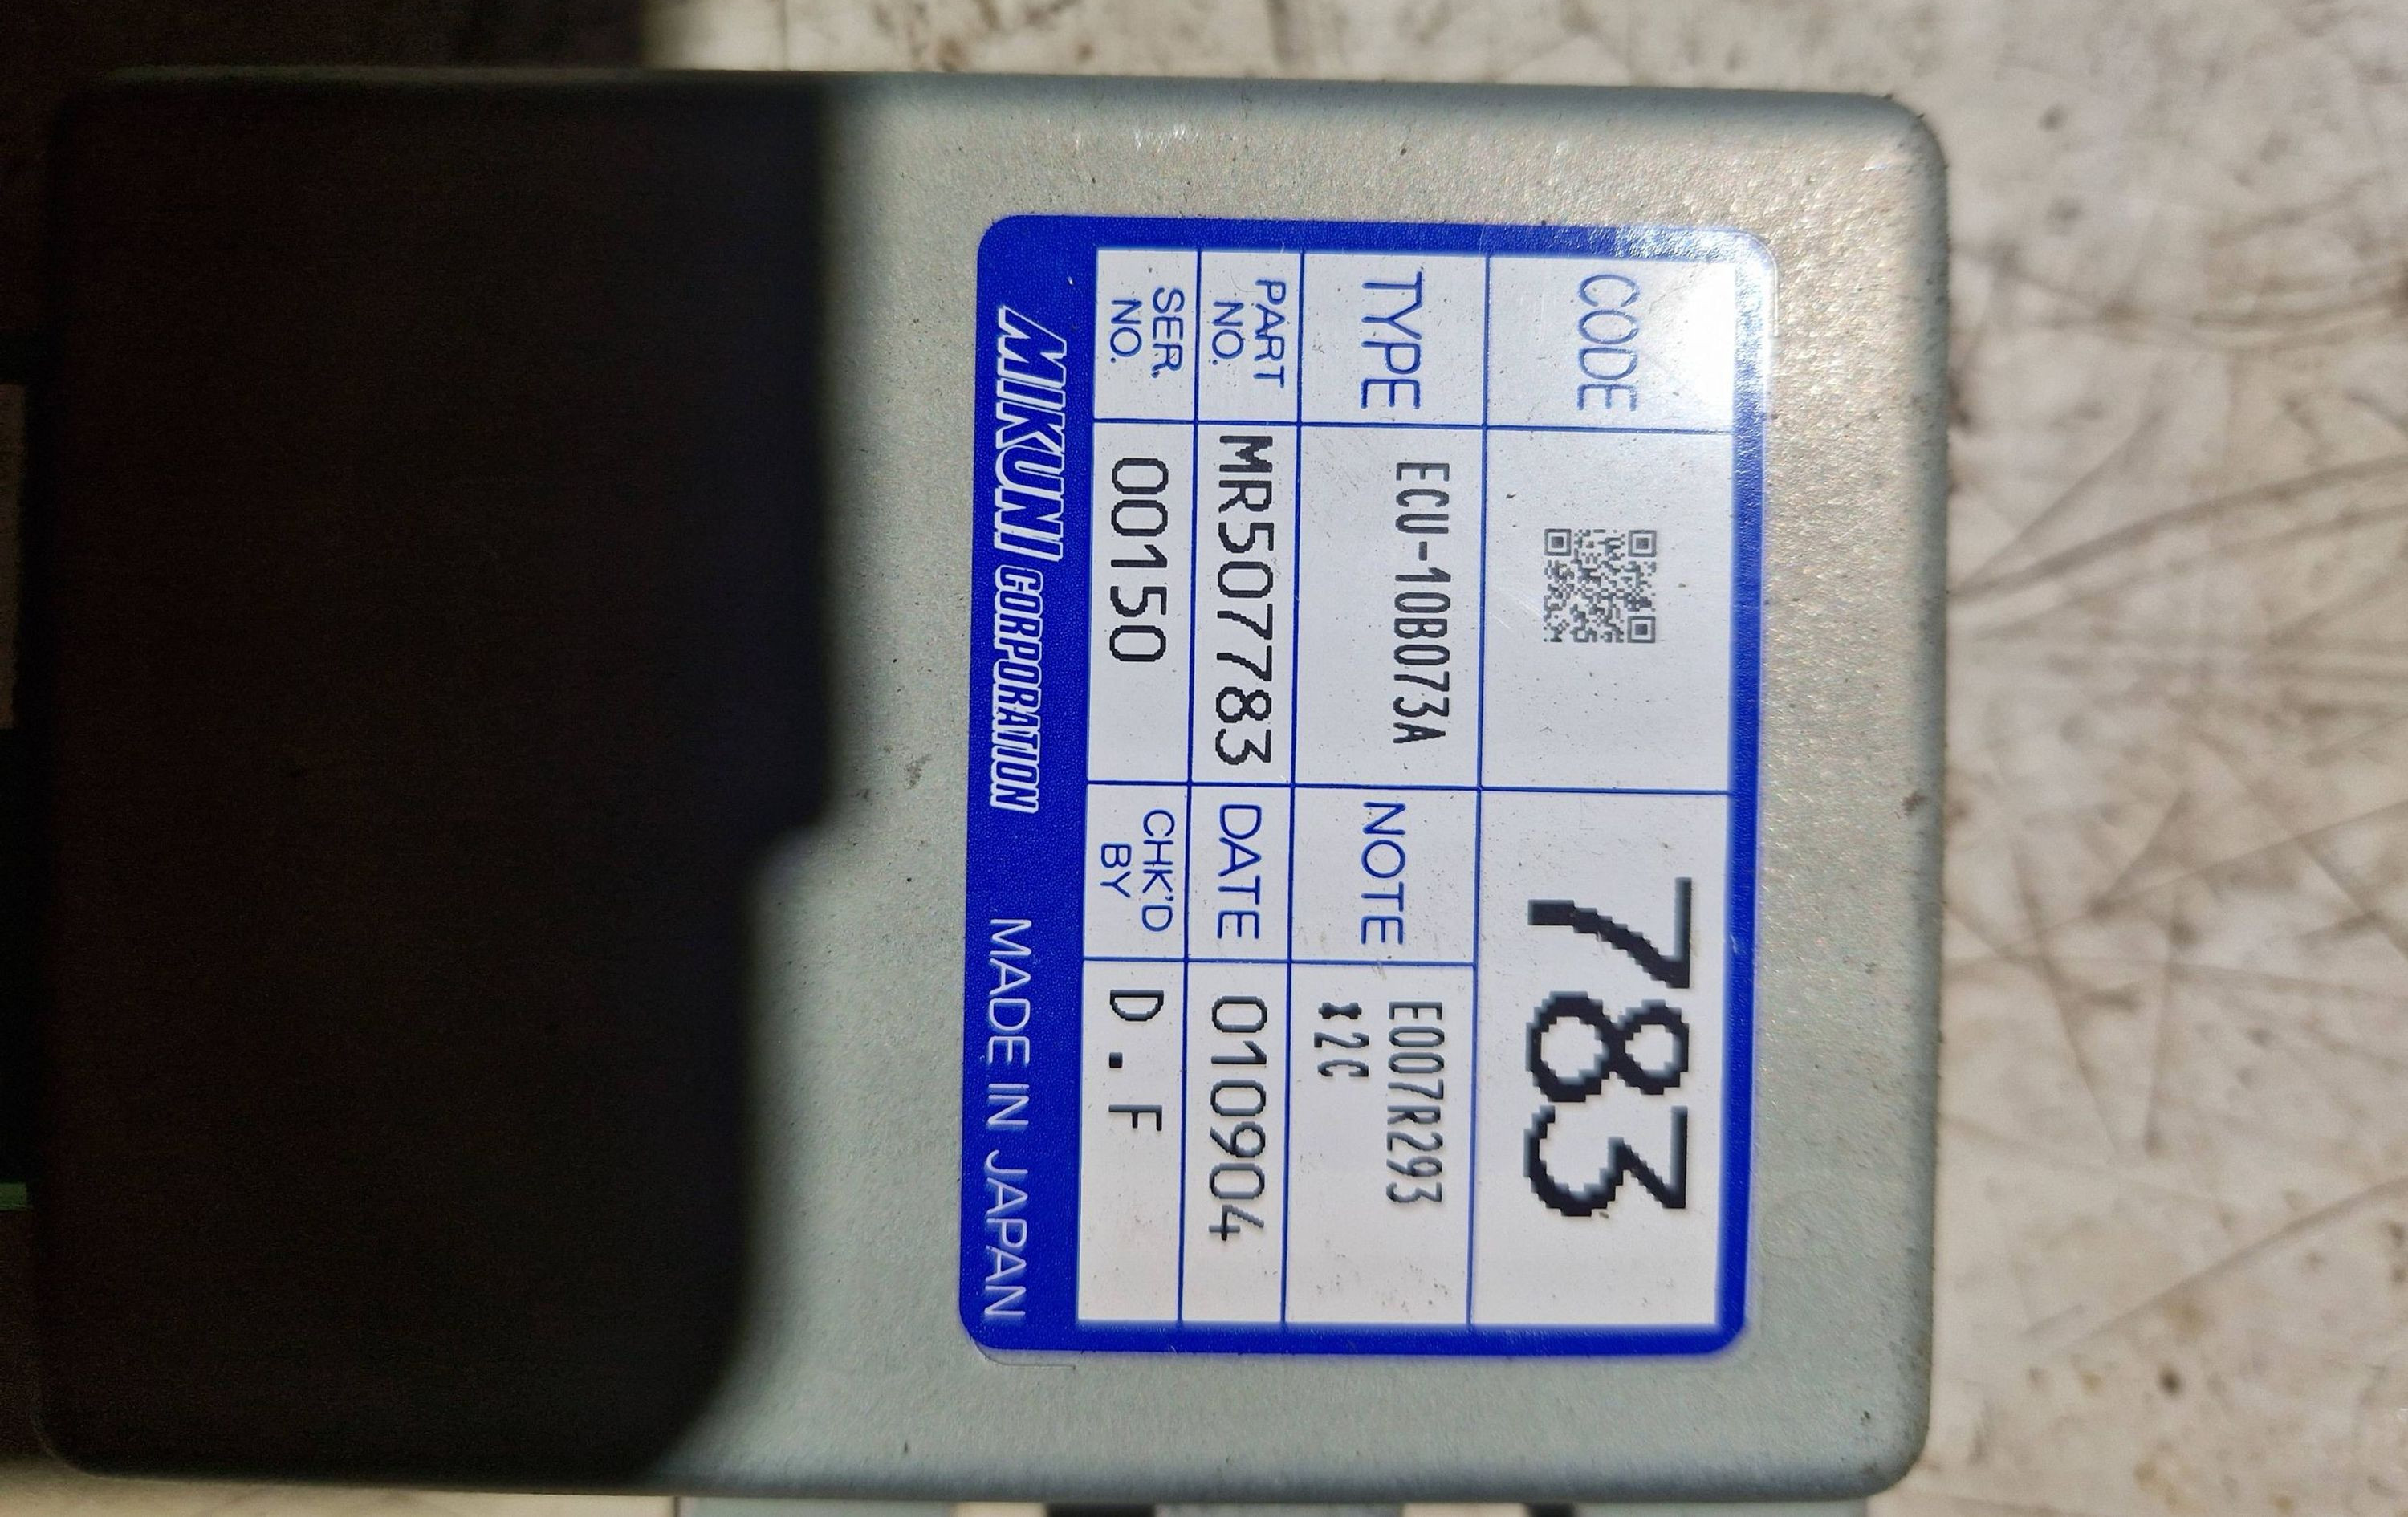 CODE 783
TYPE ECU-10B073A NOTE E007R293
*2C
PART NO. MR507783 DATE 010904
SER. NO. 00150 CHK'D BY D.F
MIKUNI CORPORATION MADE IN JAPAN